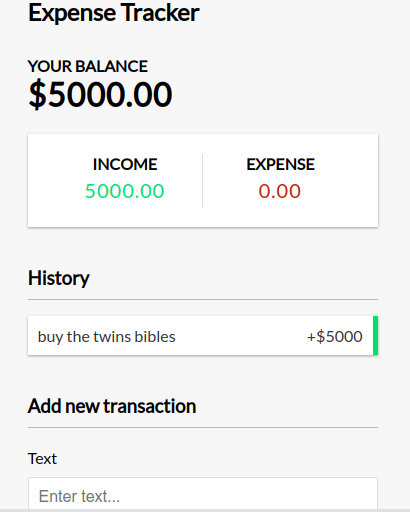 Expense Tracker
YOUR BALANCE
$5000.00
INCOME EXPENSE
5000.00 0.00
History
buy the twins bibles +$5000
Add new transaction
Text
Enter text...